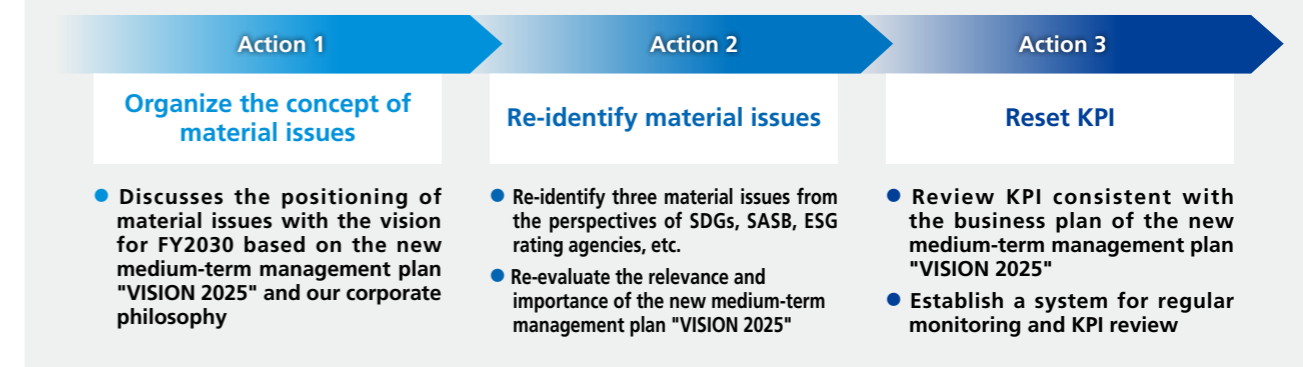 Action 1
Organize the concept of
material issues
● Discusses the positioning of
material issues with the vision
for FY2030 based on the new
medium-term management plan
"VISION 2025" and our corporate
philosophy
Action 2
Re-identify material issues
● Re-identify three material issues from
the perspectives of SDGs, SASB, ESG
rating agencies, etc.
● Re-evaluate the relevance and
importance of the new medium-term
management plan "VISION 2025"
Action 3
Reset KPI
● Review KPI consistent with
the business plan of the new
medium-term management plan
"VISION 2025"
● Establish a system for regular
monitoring and KPI review